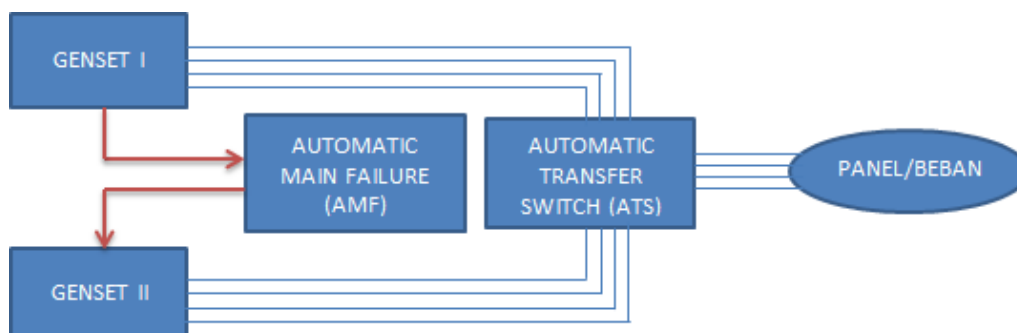 GENSET I
AUTOMATIC
MAIN FAILURE
(AMF)
AUTOMATIC
TRANSFER
SWITCH (ATS)
PANEL/BEBAN
GENSET II